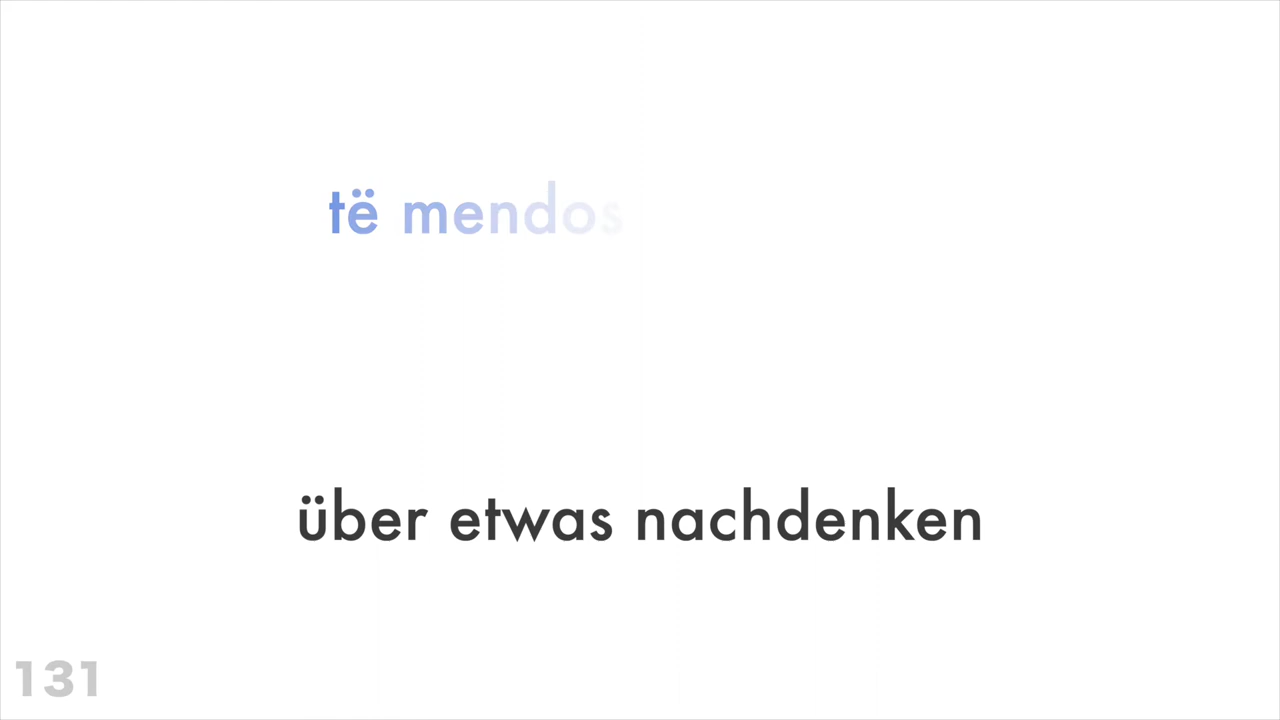 të mendos
über etwas nachdenken
131